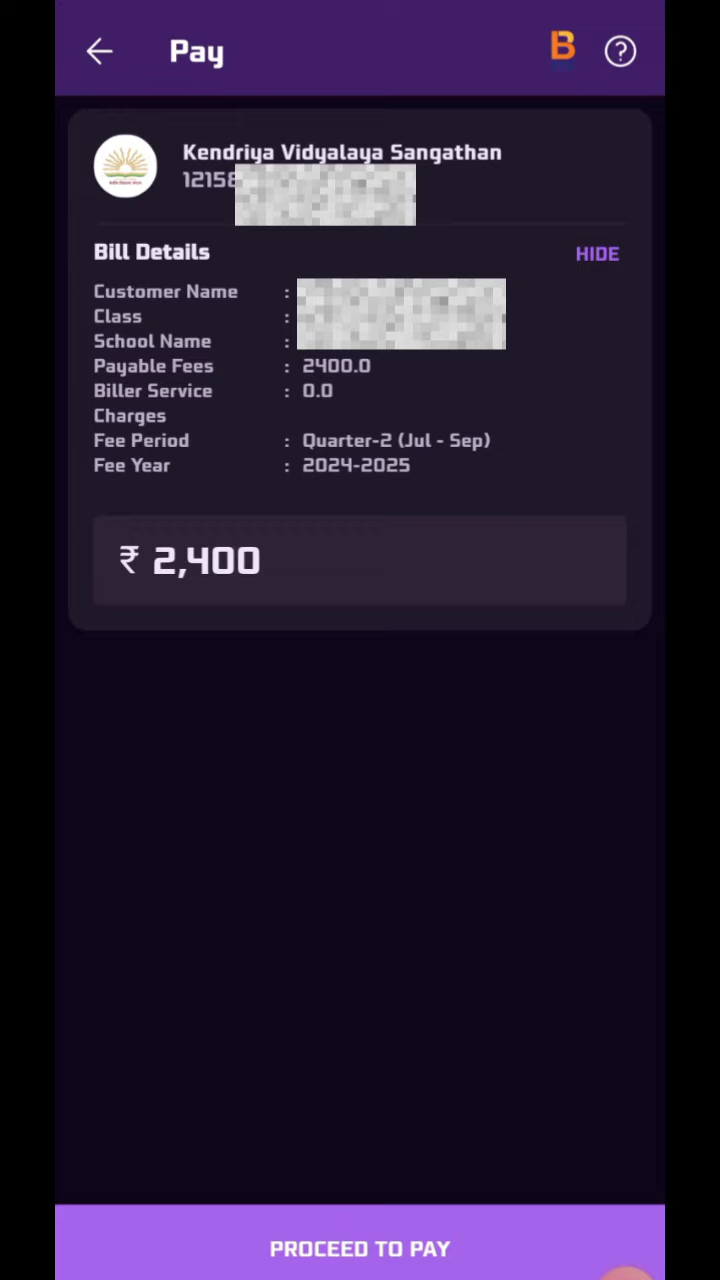 Pay
B
?
Kendriya Vidyalaya Sangathan
12158
Bill Details
HIDE
Customer Name :
Class :
School Name :
Payable Fees : 2400.0
Biller Service : 0.0
Charges
Fee Period : Quarter-2 (Jul - Sep)
Fee Year : 2024-2025
₹ 2,400
PROCEED TO PAY